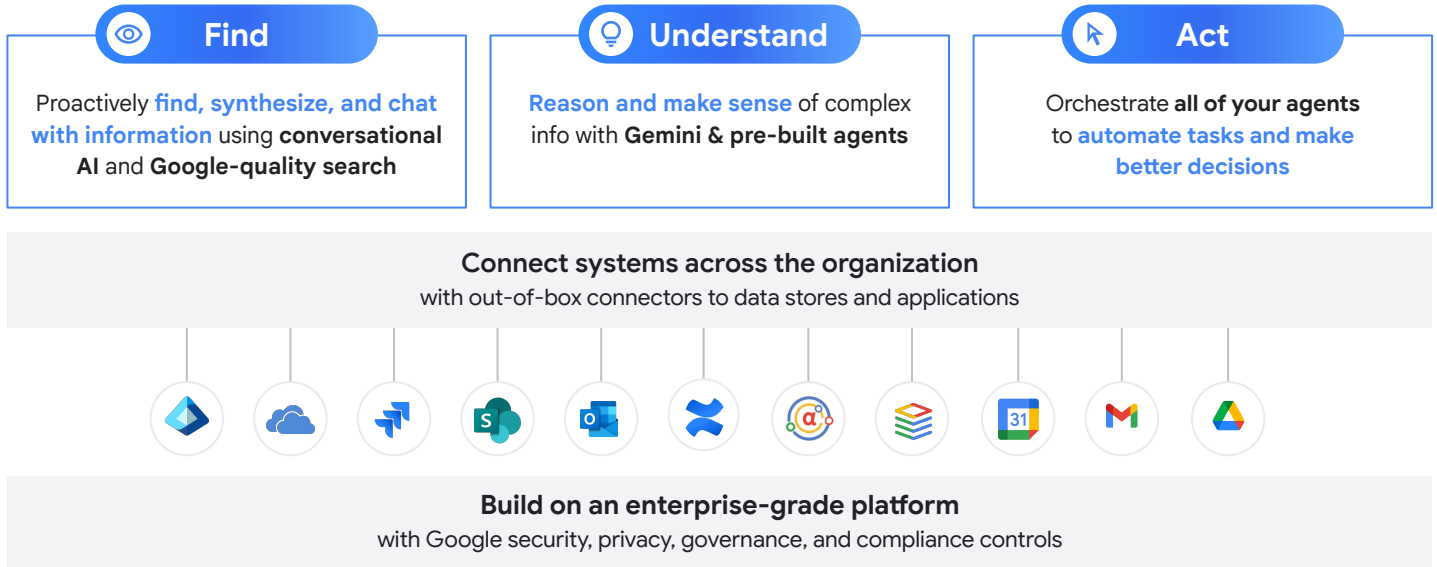 Find
Proactively find, synthesize, and chat
with information using conversational
AI and Google-quality search
Understand
Reason and make sense of complex
info with Gemini & pre-built agents
Act
Orchestrate all of your agents
to automate tasks and make
better decisions
Connect systems across the organization
with out-of-box connectors to data stores and applications
S
O
α
31
Build on an enterprise-grade platform
with Google security, privacy, governance, and compliance controls